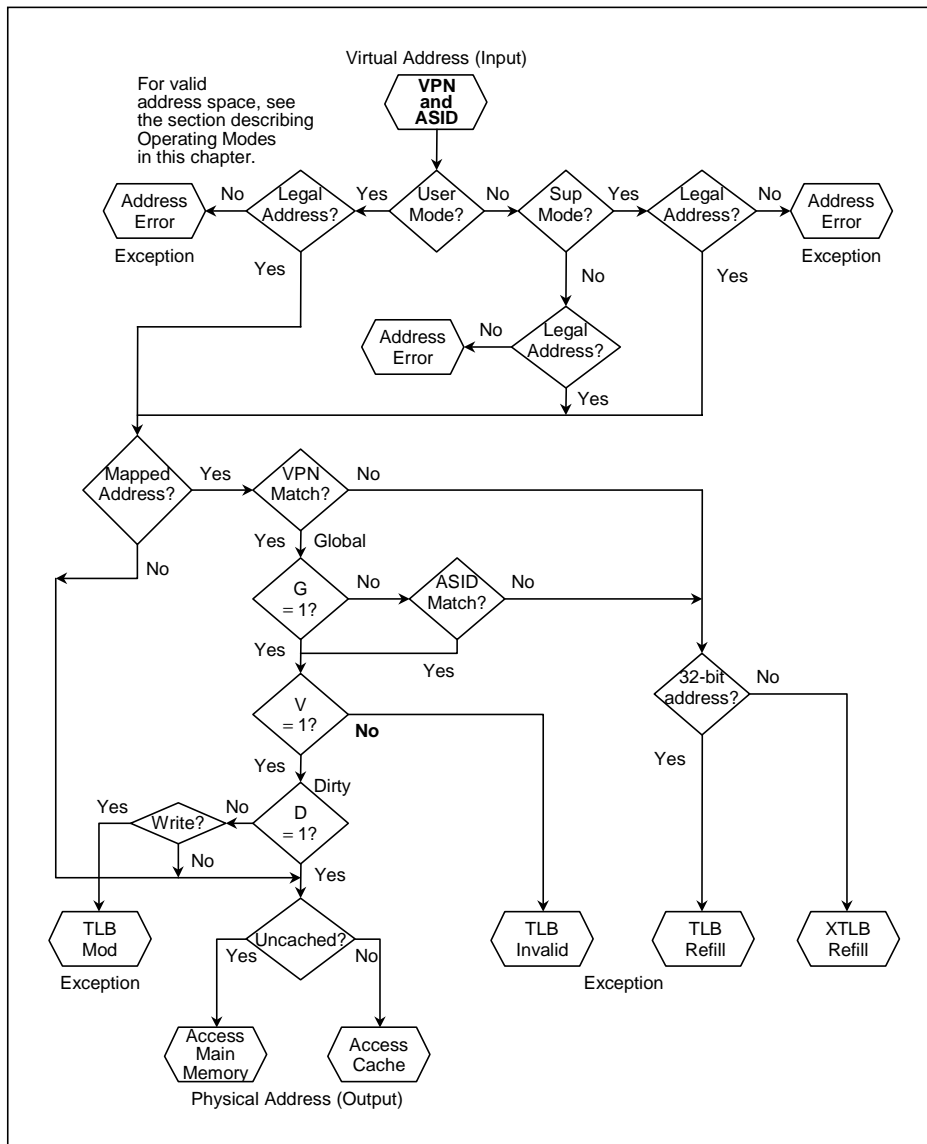 Virtual Address (Input)
For valid
address space, see
the section describing
Operating Modes
in this chapter.
VPN
and
ASID
Address
Error
Exception
No
Legal
Address?
Yes
User
Mode?
No
Sup
Mode?
Yes
Legal
Address?
No
Address
Error
Exception
Yes
No
Yes
Address
Error
No
Legal
Address?
Yes
Mapped
Address?
Yes
VPN
Match?
No
No
Yes
Global
G
= 1?
No
ASID
Match?
No
Yes
Yes
V
= 1?
No
32-bit
address?
No
Yes
Yes
Dirty
D
= 1?
No
Write?
Yes
No
Yes
TLB
Mod
Exception
Uncached?
Yes
No
TLB
Invalid
TLB
Refill
XTLB
Refill
Exception
Access
Main
Memory
Access
Cache
Physical Address (Output)